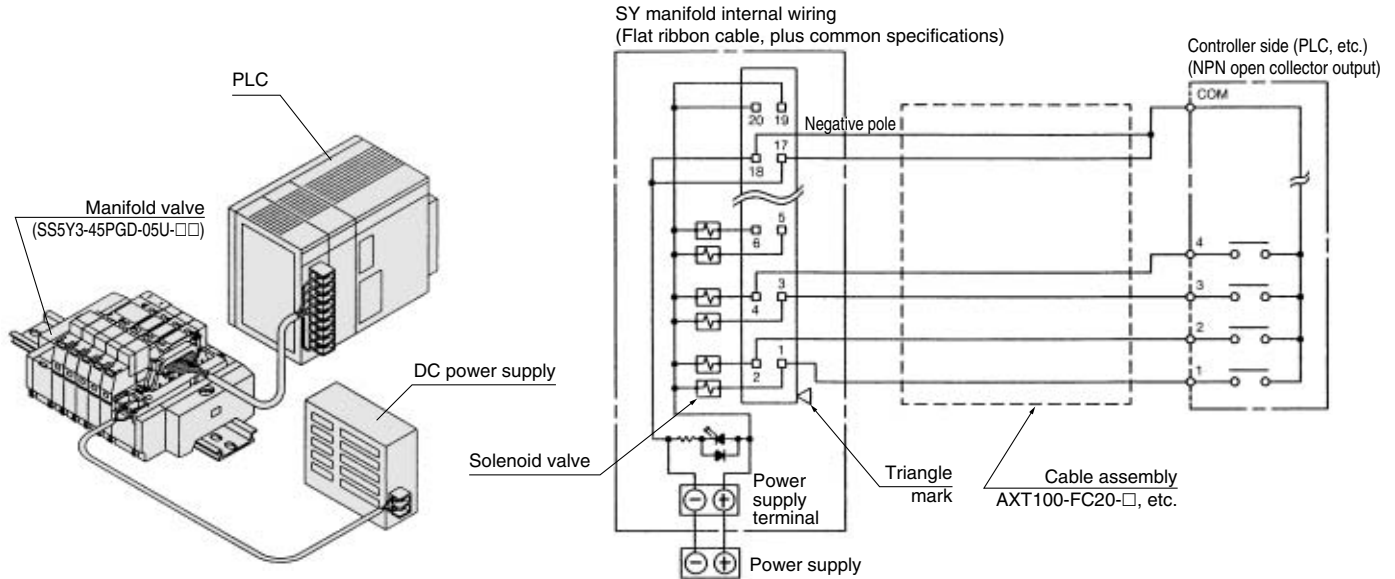 SY manifold internal wiring
(Flat ribbon cable, plus common specifications)
Controller side (PLC, etc.)
(NPN open collector output)
PLC
COM
20 19
Negative pole
17
18
Manifold valve
(SS5Y3-45PGD-05U-□□)
5
6
4
3
4
3
2
1
2
1
DC power supply
Solenoid valve
Triangle
mark
Cable assembly
AXT100-FC20-□, etc.
Power
supply
terminal
− +
− +
Power supply